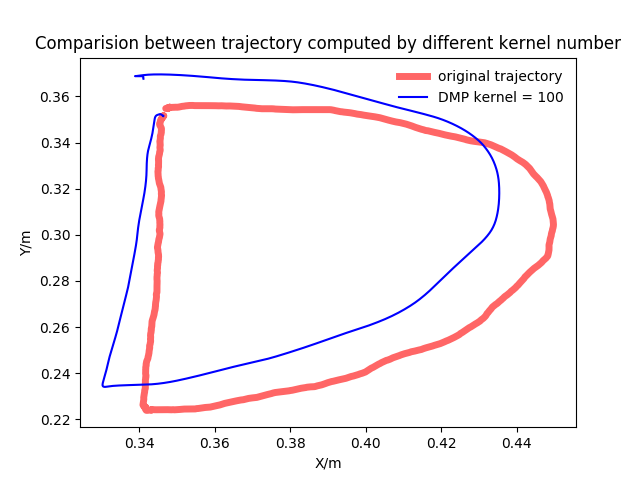 Comparision between trajectory computed by different kernel number
original trajectory
DMP kernel = 100
0.36
0.34
0.32
0.30
0.28
0.26
0.24
0.22
Y/m
0.34 0.36 0.38 0.40 0.42 0.44
X/m